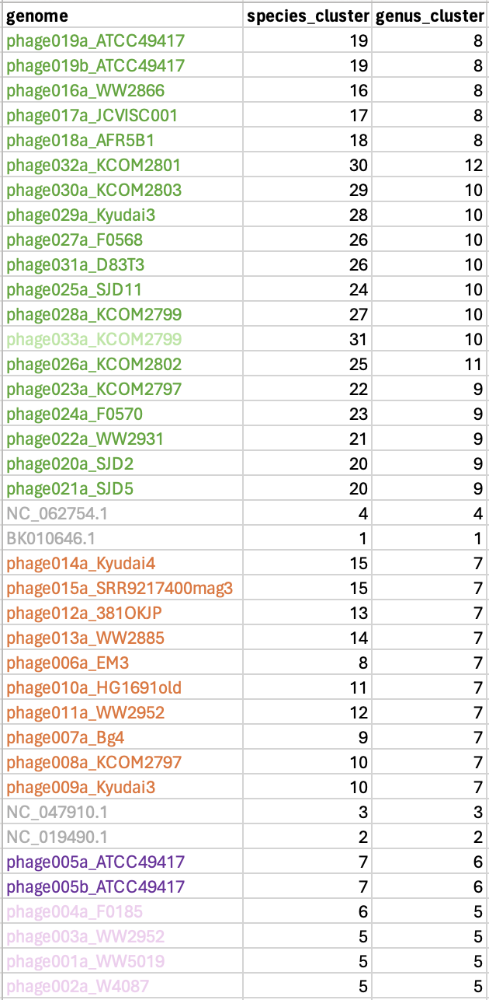 genome species_cluster genus_cluster
phage019a_ATCC49417 19 8
phage019b_ATCC49417 19 8
phage016a_WW2866 16 8
phage017a_JCVISC001 17 8
phage018a_AFR5B1 18 8
phage032a_KCOM2801 30 12
phage030a_KCOM2803 29 10
phage029a_Kyudai3 28 10
phage027a_F0568 26 10
phage031a_D83T3 26 10
phage025a_SJD11 24 10
phage028a_KCOM2799 27 10
phage033a_KCOM2799 31 10
phage026a_KCOM2802 25 11
phage023a_KCOM2797 22 9
phage024a_F0570 23 9
phage022a_WW2931 21 9
phage020a_SJD2 20 9
phage021a_SJD5 20 9
NC_062754.1 4 4
BK010646.1 1 1
phage014a_Kyudai4 15 7
phage015a_SRR9217400mag3 15 7
phage012a_381OKJP 13 7
phage013a_WW2885 14 7
phage006a_EM3 8 7
phage010a_HG1691old 11 7
phage011a_WW2952 12 7
phage007a_Bg4 9 7
phage008a_KCOM2797 10 7
phage009a_Kyudai3 10 7
NC_047910.1 3 3
NC_019490.1 2 2
phage005a_ATCC49417 7 6
phage005b_ATCC49417 7 6
phage004a_F0185 6 5
phage003a_WW2952 5 5
phage001a_WW5019 5 5
phage002a_W4087 5 5